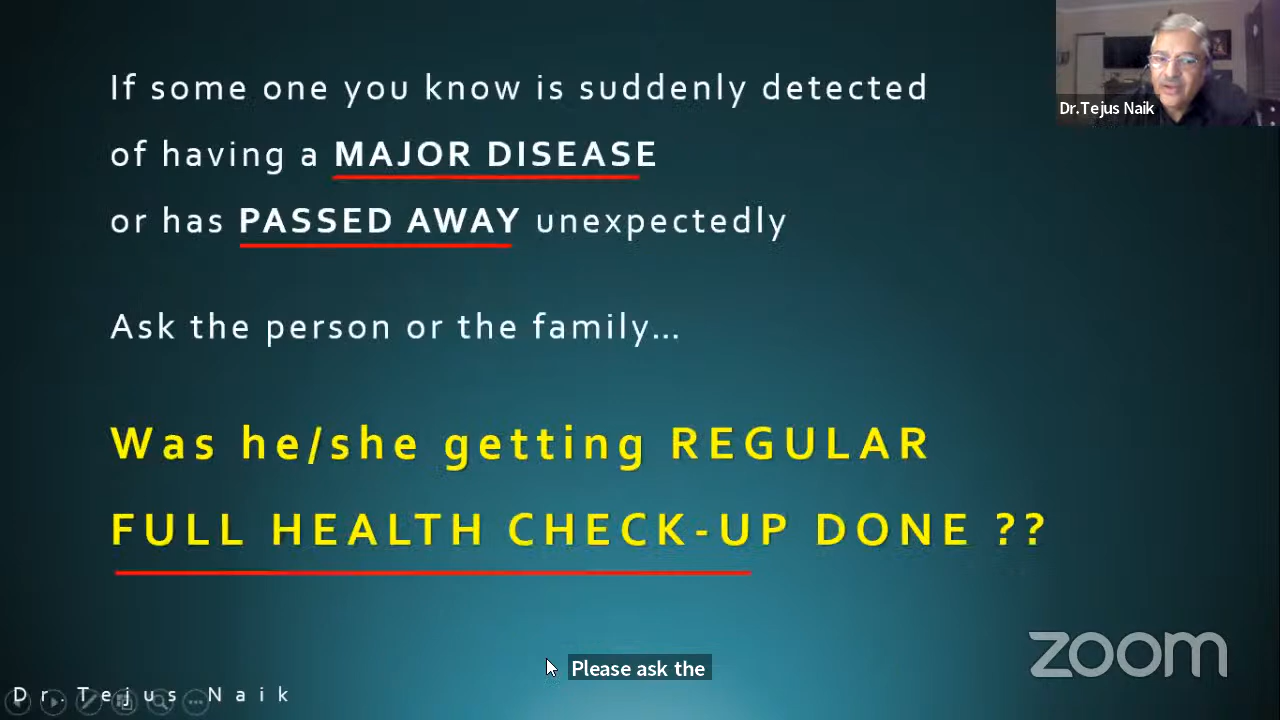 If some one you know is suddenly detected
of having a MAJOR DISEASE
or has PASSED AWAY unexpectedly
Ask the person or the family...
Was he/she getting REGULAR
FULL HEALTH CHECK-UP DONE ??
Dr.Tejus Naik
Please ask the
zoom
Dr.Tejus Naik